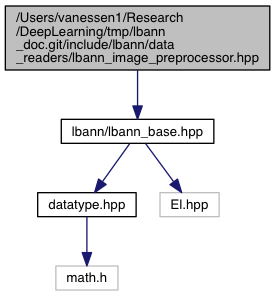 /Users/vanessen1/Research
/DeepLearning/tmp/lbann
_doc.git/include/lbann/data
_readers/lbann_image_preprocessor.hpp
lbann/lbann_base.hpp
datatype.hpp
El.hpp
math.h